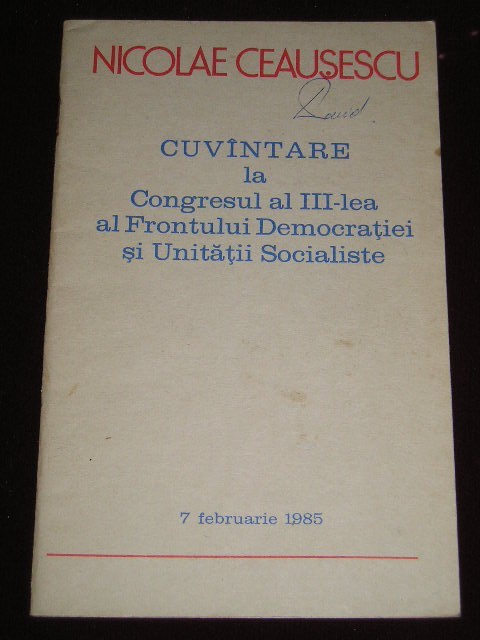 NICOLAE CEAUŞESCU
CUVÎNTARE
la
Congresul al III-lea
al Frontului Democraţiei
şi Unităţii Socialiste
7 februarie 1985